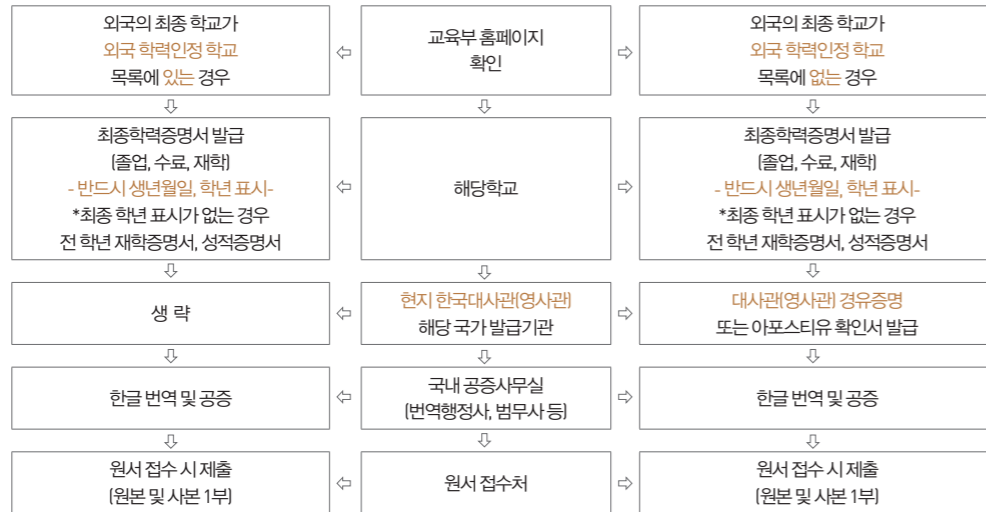 외국의 최종 학교가
외국 학력인정 학교
목록에 있는 경우
⇦
교육부 홈페이지
확인
⇨
외국의 최종 학교가
외국 학력인정 학교
목록에 없는 경우
⇩ ⇩ ⇩
최종학력증명서 발급
(졸업, 수료, 재학)
- 반드시 생년월일, 학년 표시-
*최종 학년 표시가 없는 경우
전 학년 재학증명서, 성적증명서
⇦
해당학교
⇨
최종학력증명서 발급
(졸업, 수료, 재학)
- 반드시 생년월일, 학년 표시-
*최종 학년 표시가 없는 경우
전 학년 재학증명서, 성적증명서
⇩ ⇩ ⇩
생 략
⇦
현지 한국대사관(영사관)
해당 국가 발급기관
⇨
대사관(영사관) 경유증명
또는 아포스티유 확인서 발급
⇩ ⇩ ⇩
한글 번역 및 공증
⇦
국내 공증사무실
(번역행정사, 범무사 등)
⇨
한글 번역 및 공증
⇩ ⇩ ⇩
원서 접수 시 제출
(원본 및 사본 1부)
⇦
원서 접수처
⇨
원서 접수 시 제출
(원본 및 사본 1부)